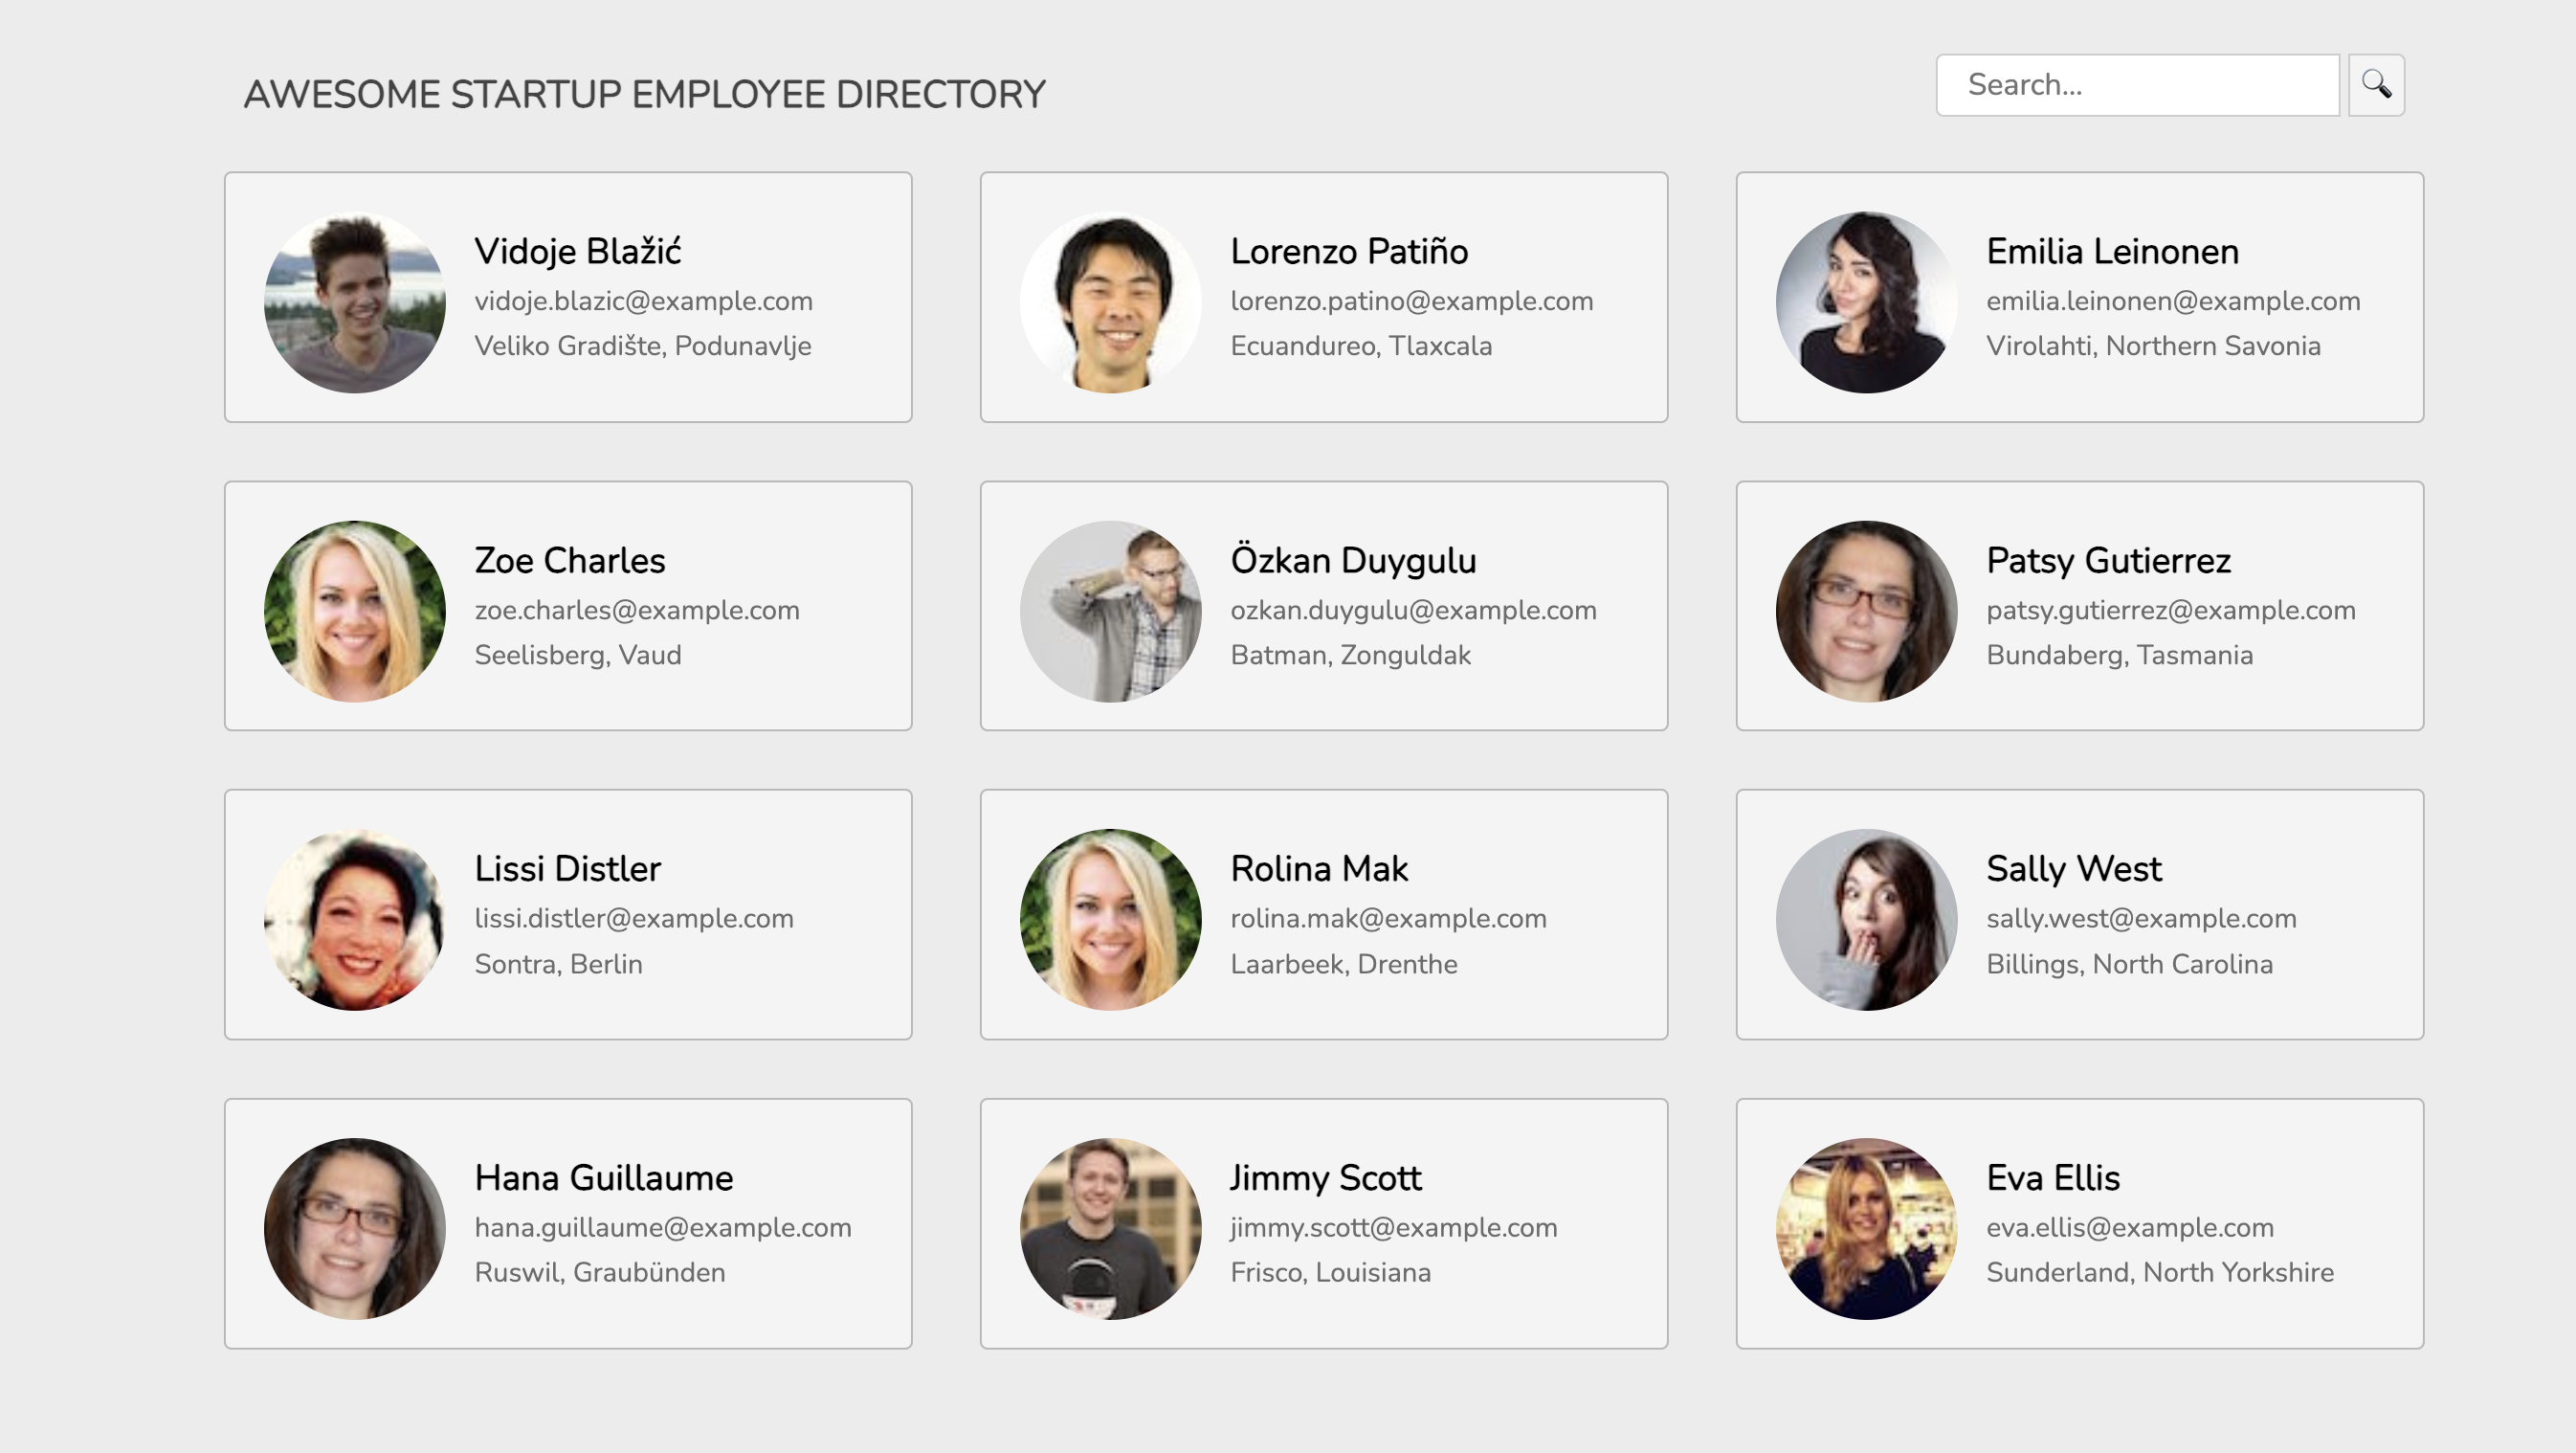 AWESOME STARTUP EMPLOYEE DIRECTORY
Search...
Vidoje Blažić
vidoje.blazic@example.com
Veliko Gradište, Podunavlje
Lorenzo Patiño
lorenzo.patino@example.com
Ecuandureo, Tlaxcala
Emilia Leinonen
emilia.leinonen@example.com
Virolahti, Northern Savonia
Zoe Charles
zoe.charles@example.com
Seelisberg, Vaud
Özkan Duygulu
ozkan.duygulu@example.com
Batman, Zonguldak
Patsy Gutierrez
patsy.gutierrez@example.com
Bundaberg, Tasmania
Lissi Distler
lissi.distler@example.com
Sontra, Berlin
Rolina Mak
rolina.mak@example.com
Laarbeek, Drenthe
Sally West
sally.west@example.com
Billings, North Carolina
Hana Guillaume
hana.guillaume@example.com
Ruswil, Graubünden
Jimmy Scott
jimmy.scott@example.com
Frisco, Louisiana
Eva Ellis
eva.ellis@example.com
Sunderland, North Yorkshire